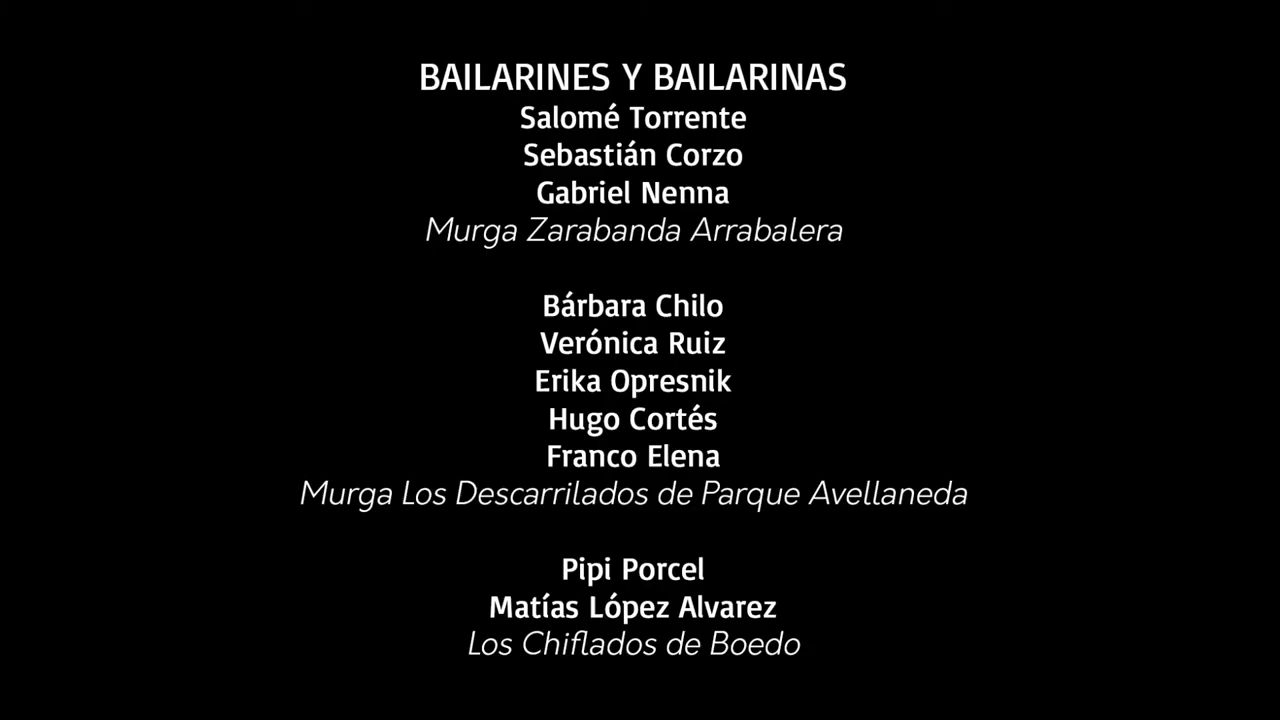 BAILARINES Y BAILARINAS
Salomé Torrente
Sebastián Corzo
Gabriel Nenna
Murga Zarabanda Arrabalera
Bárbara Chilo
Verónica Ruiz
Erika Opresnik
Hugo Cortés
Franco Elena
Murga Los Descarrilados de Parque Avellaneda
Pipi Porcel
Matías López Alvarez
Los Chiflados de Boedo